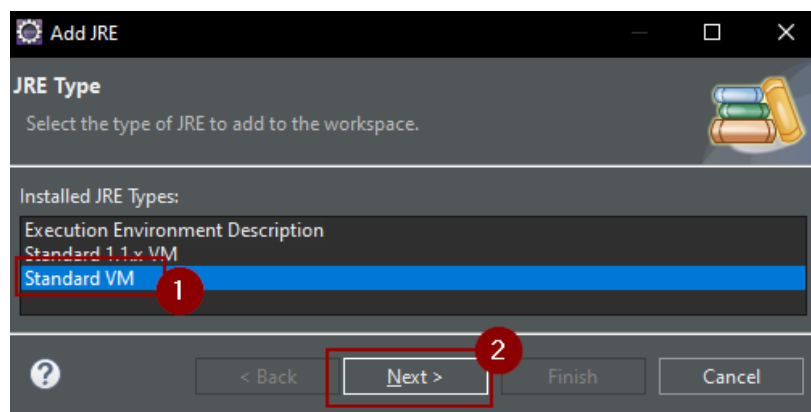 Add JRE
JRE Type
Select the type of JRE to add to the workspace.
Installed JRE Types:
Execution Environment Description
Standard 1.1.x VM
Standard VM
1
2
?
< Back
Next >
Finish
Cancel